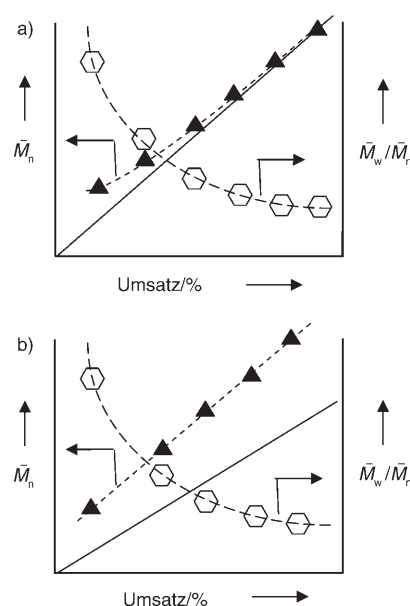 a)
M̄n
M̄w/M̄r
Umsatz/%
b)
M̄n
M̄w/M̄r
Umsatz/%